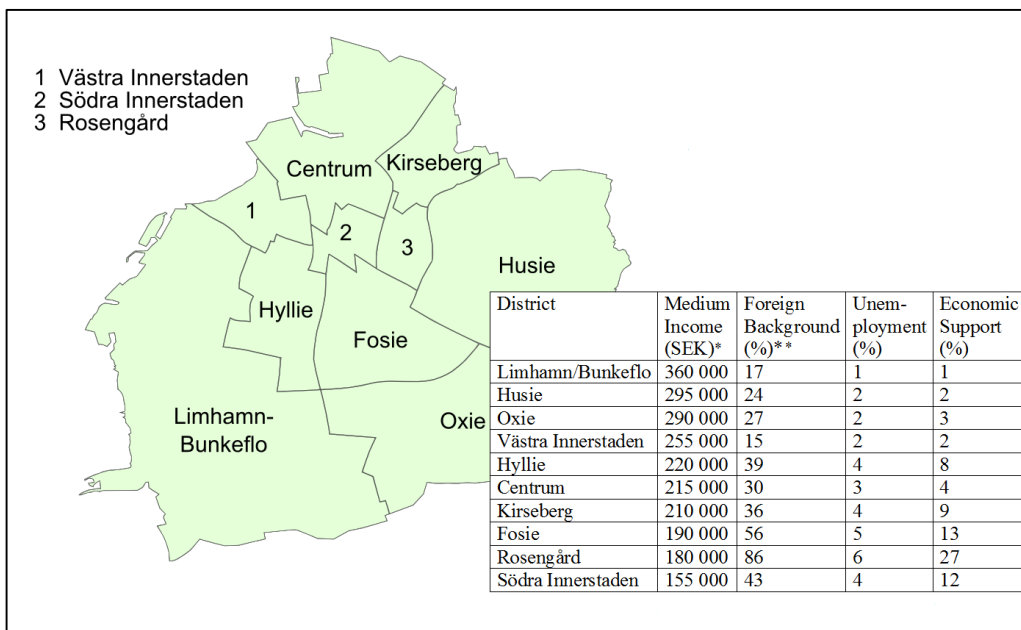 1 Västra Innerstaden
2 Södra Innerstaden
3 Rosengård
Centrum
Kirseberg
1
2
3
Husie
Hyllie
Fosie
Limhamn-
Bunkeflo
Oxie
District Medium Income (SEK)* Foreign Background (%)** Unem-ployment (%) Economic Support (%)
Limhamn/Bunkeflo 360 000 17 1 1
Husie 295 000 24 2 2
Oxie 290 000 27 2 3
Västra Innerstaden 255 000 15 2 2
Hyllie 220 000 39 4 8
Centrum 215 000 30 3 4
Kirseberg 210 000 36 4 9
Fosie 190 000 56 5 13
Rosengård 180 000 86 6 27
Södra Innerstaden 155 000 43 4 12